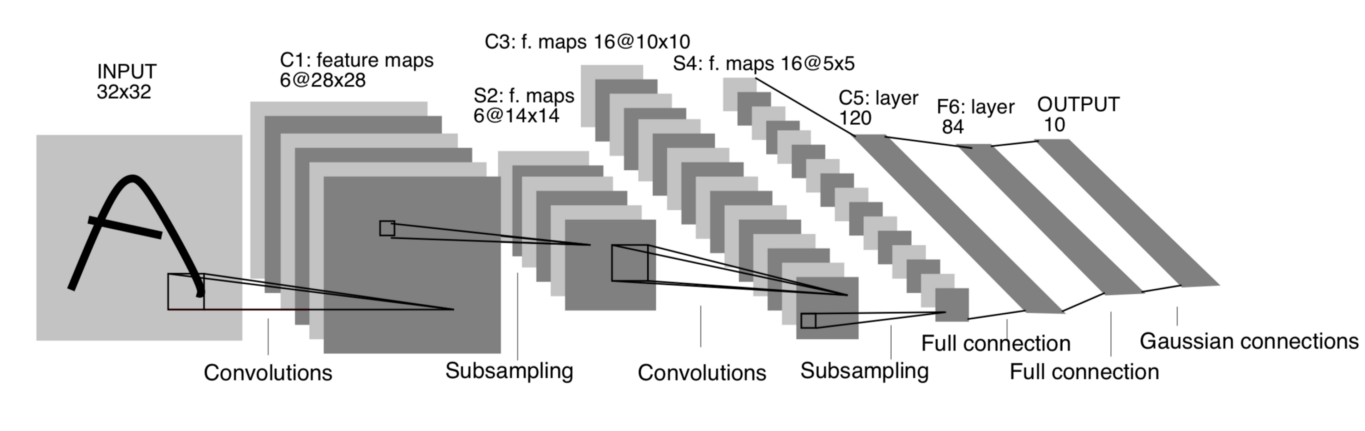 INPUT
32x32
C1: feature maps
6@28x28
S2: f. maps
6@14x14
C3: f. maps 16@10x10
S4: f. maps 16@5x5
C5: layer
120
F6: layer
84
OUTPUT
10
Convolutions
Subsampling
Convolutions
Subsampling
Full connection
Full connection
Gaussian connections